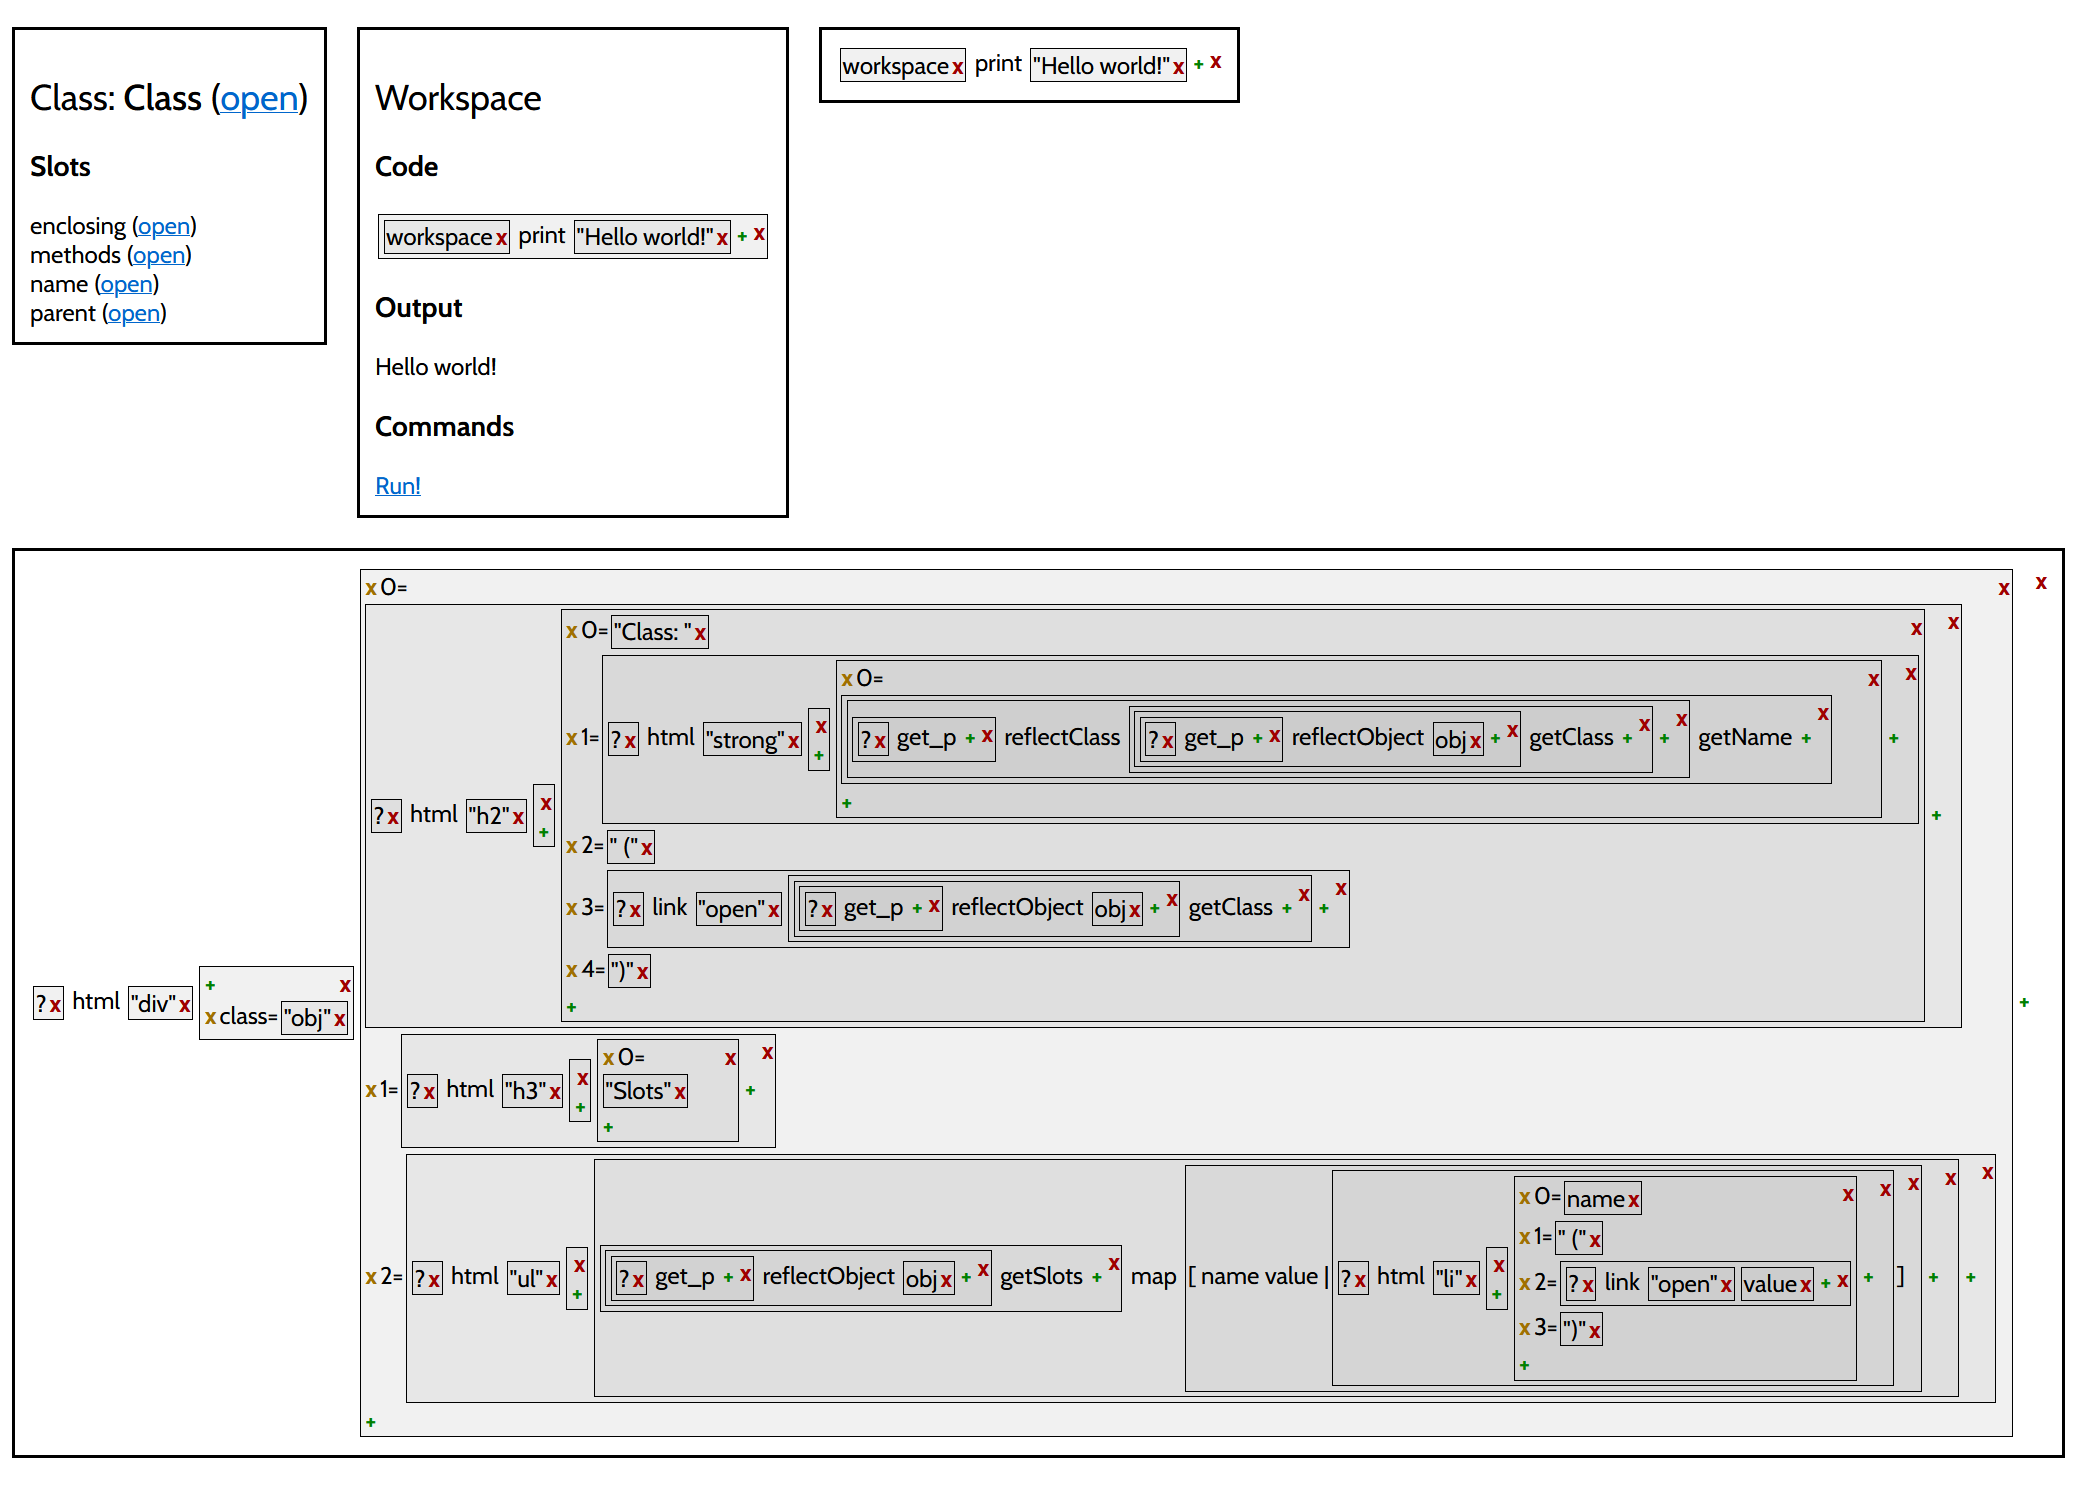 Class: Class (open)
Slots
enclosing (open)
methods (open)
name (open)
parent (open)
Workspace
Code
workspace x print "Hello world!" x + x
Output
Hello world!
Commands
Run!
workspace x print "Hello world!" x + x
? x html "div" x
+ x
x class= "obj" x
x 0= x x
? x html "h2" x x +
x 0= "Class: " x x x
x 1= ? x html "strong" x x +
x 0= x x
? x get_p + x reflectClass ? x get_p + x reflectObject obj x + x getClass + x + x getName + x +
+
x 2= " (" x
+
x 3= ? x link "open" x ? x get_p + x reflectObject obj x + x getClass + x + x
x 4= ")" x
+
+
x 1= ? x html "h3" x x +
x 0= x x
"Slots" x +
+
x 2= ? x html "ul" x x +
? x get_p + x reflectObject obj x + x getSlots + x map [ name value | ? x html "li" x x +
x 0= name x x x x x x
x 1= " (" x
x 2= ? x link "open" x value x + x + ] + +
x 3= ")" x
+
+